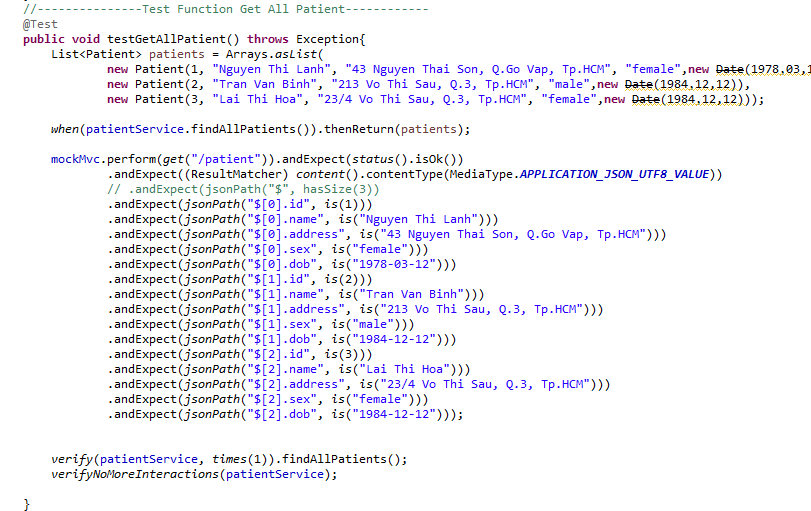 //---------------Test Function Get All Patient------------
@Test
public void testGetAllPatient() throws Exception{
List<Patient> patients = Arrays.asList(
new Patient(1, "Nguyen Thi Lanh", "43 Nguyen Thai Son, Q.Go Vap, Tp.HCM", "female",new Date(1978,03,1
new Patient(2, "Tran Van Binh", "213 Vo Thi Sau, Q.3, Tp.HCM", "male",new Date(1984,12,12)),
new Patient(3, "Lai Thi Hoa", "23/4 Vo Thi Sau, Q.3, Tp.HCM", "female",new Date(1984,12,12)));
when(patientService.findAllPatients()).thenReturn(patients);
mockMvc.perform(get("/patient")).andExpect(status().isOk())
.andExpect((ResultMatcher) content().contentType(MediaType.APPLICATION_JSON_UTF8_VALUE))
// .andExpect(jsonPath("$", hasSize(3))
.andExpect(jsonPath("$[0].id", is(1)))
.andExpect(jsonPath("$[0].name", is("Nguyen Thi Lanh")))
.andExpect(jsonPath("$[0].address", is("43 Nguyen Thai Son, Q.Go Vap, Tp.HCM")))
.andExpect(jsonPath("$[0].sex", is("female")))
.andExpect(jsonPath("$[0].dob", is("1978-03-12")))
.andExpect(jsonPath("$[1].id", is(2)))
.andExpect(jsonPath("$[1].name", is("Tran Van Binh")))
.andExpect(jsonPath("$[1].address", is("213 Vo Thi Sau, Q.3, Tp.HCM")))
.andExpect(jsonPath("$[1].sex", is("male")))
.andExpect(jsonPath("$[1].dob", is("1984-12-12")))
.andExpect(jsonPath("$[2].id", is(3)))
.andExpect(jsonPath("$[2].name", is("Lai Thi Hoa")))
.andExpect(jsonPath("$[2].address", is("23/4 Vo Thi Sau, Q.3, Tp.HCM")))
.andExpect(jsonPath("$[2].sex", is("female")))
.andExpect(jsonPath("$[2].dob", is("1984-12-12")));
verify(patientService, times(1)).findAllPatients();
verifyNoMoreInteractions(patientService);
}